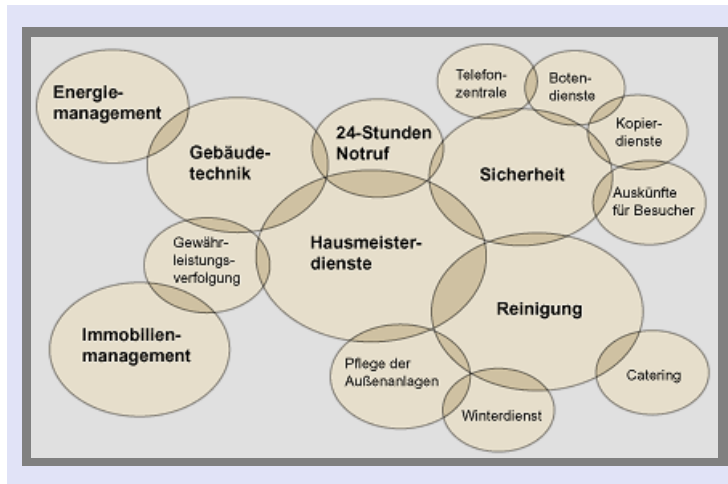 Energie-
management
Gebäude-
technik
24-Stunden
Notruf
Telefon-
zentrale
Boten-
dienste
Kopier-
dienste
Sicherheit
Auskünfte
für Besucher
Gewähr-
leistungs-
verfolgung
Hausmeister-
dienste
Reinigung
Immobilien-
management
Pflege der
Außenanlagen
Winterdienst
Catering